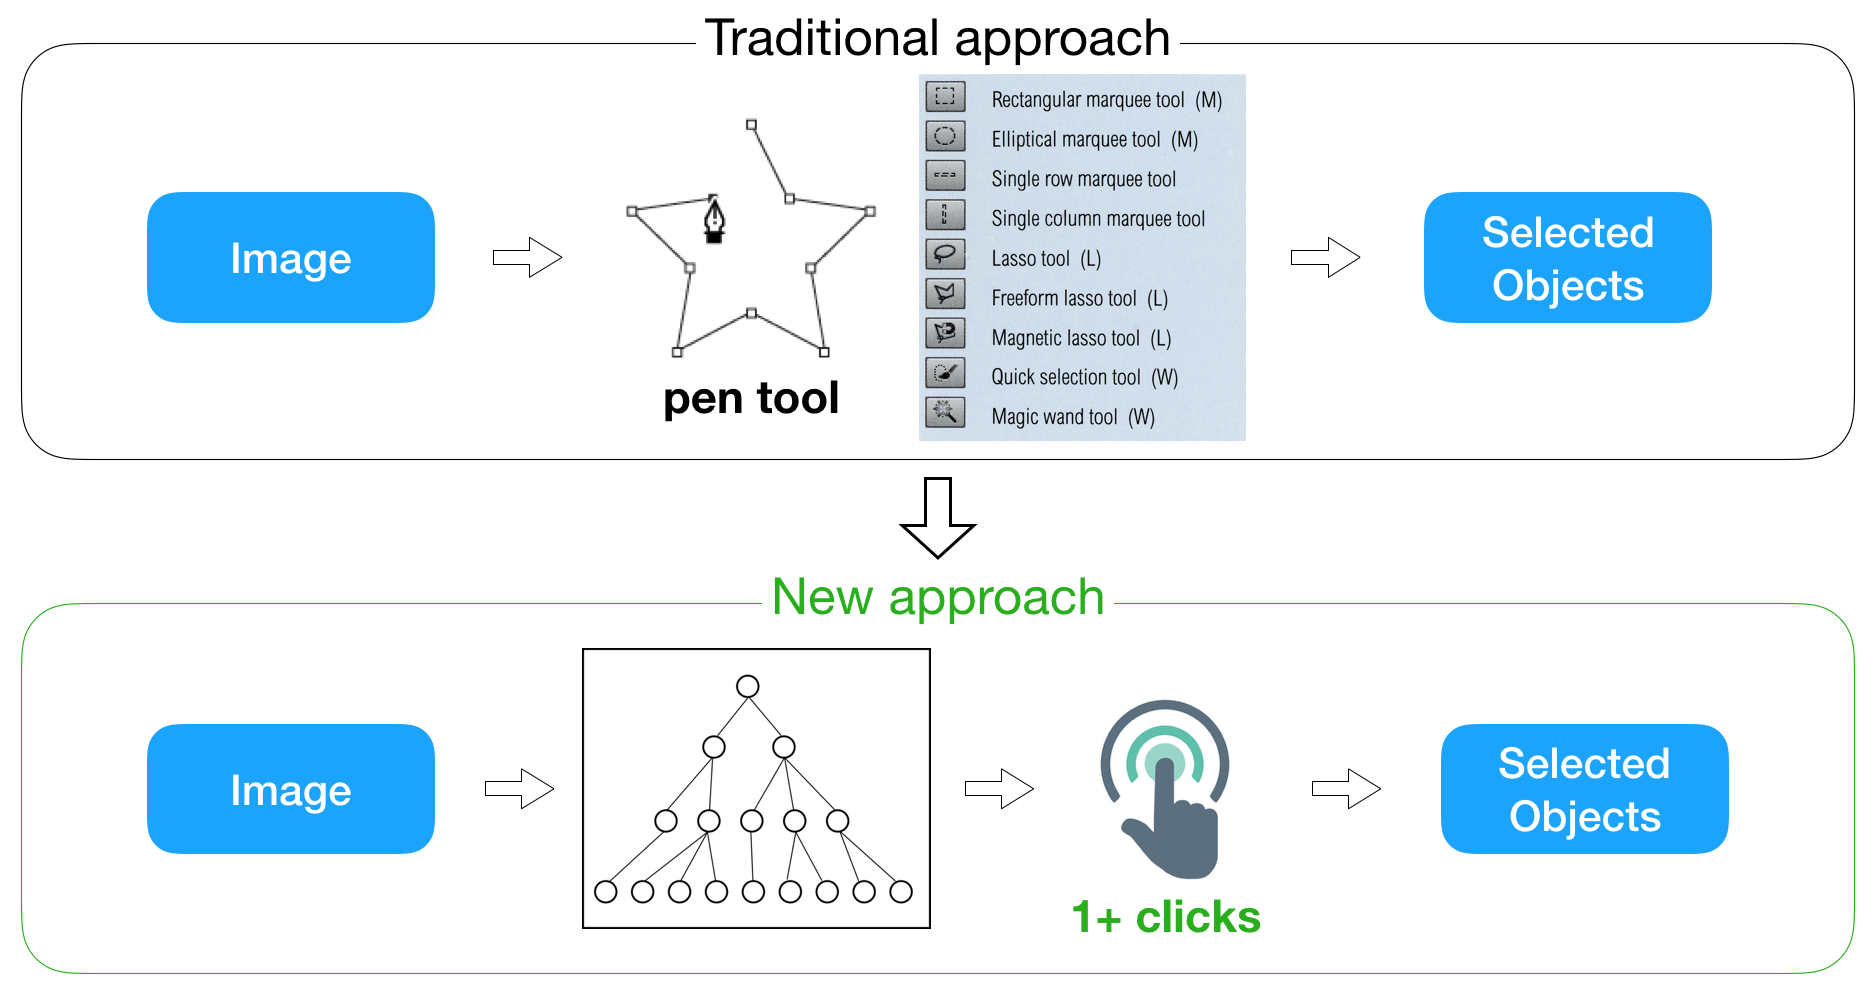 Traditional approach
Image
pen tool
Rectangular marquee tool (M)
Elliptical marquee tool (M)
Single row marquee tool
Single column marquee tool
Lasso tool (L)
Freeform lasso tool (L)
Magnetic lasso tool (L)
Quick selection tool (W)
Magic wand tool (W)
Selected
Objects
New approach
Image
1+ clicks
Selected
Objects